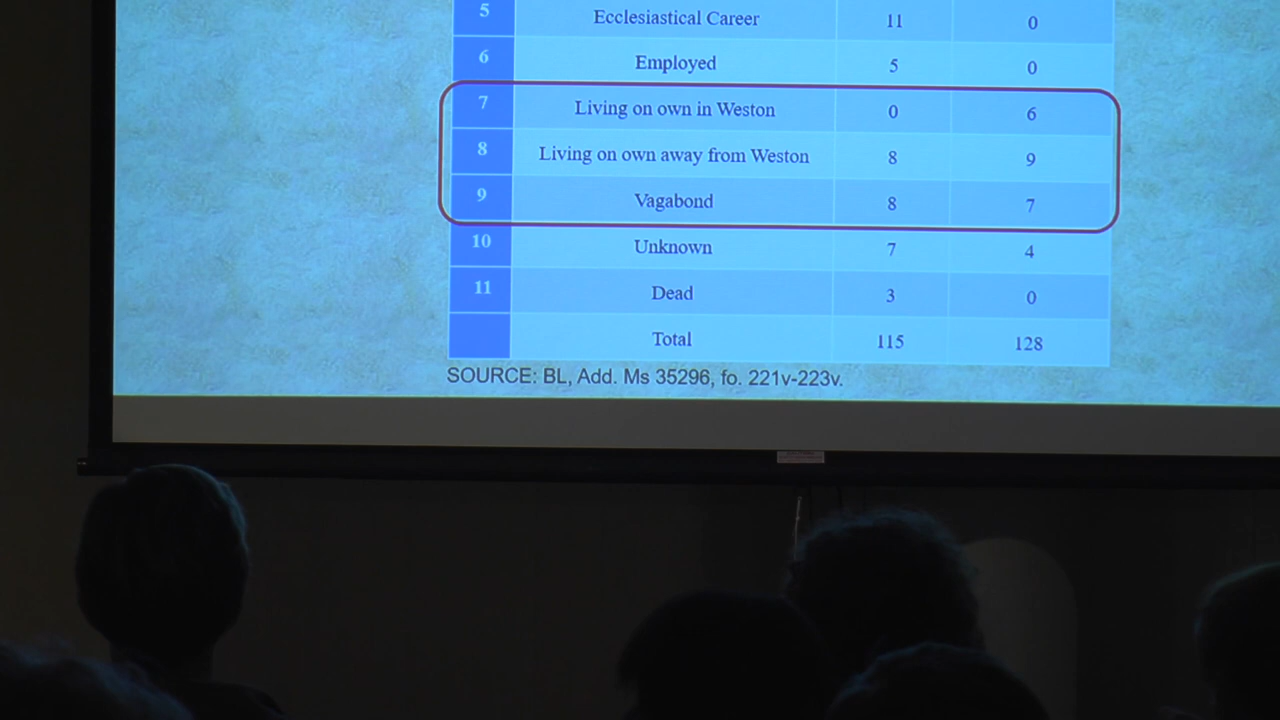 5 Ecclesiastical Career 11 0
6 Employed 5 0
7 Living on own in Weston 0 6
8 Living on own away from Weston 8 9
9 Vagabond 8 7
10 Unknown 7 4
11 Dead 3 0
Total 115 128
SOURCE: BL, Add. Ms 35296, fo. 221v-223v.